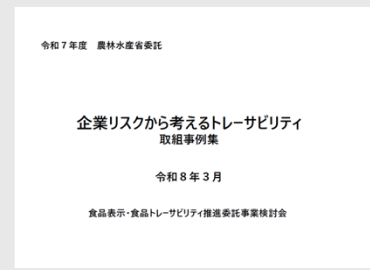 令和７年度　農林水産省委託
企業リスクから考えるトレーサビリティ
取組事例集
令和８年３月
食品表示・食品トレーサビリティ推進委託事業検討会